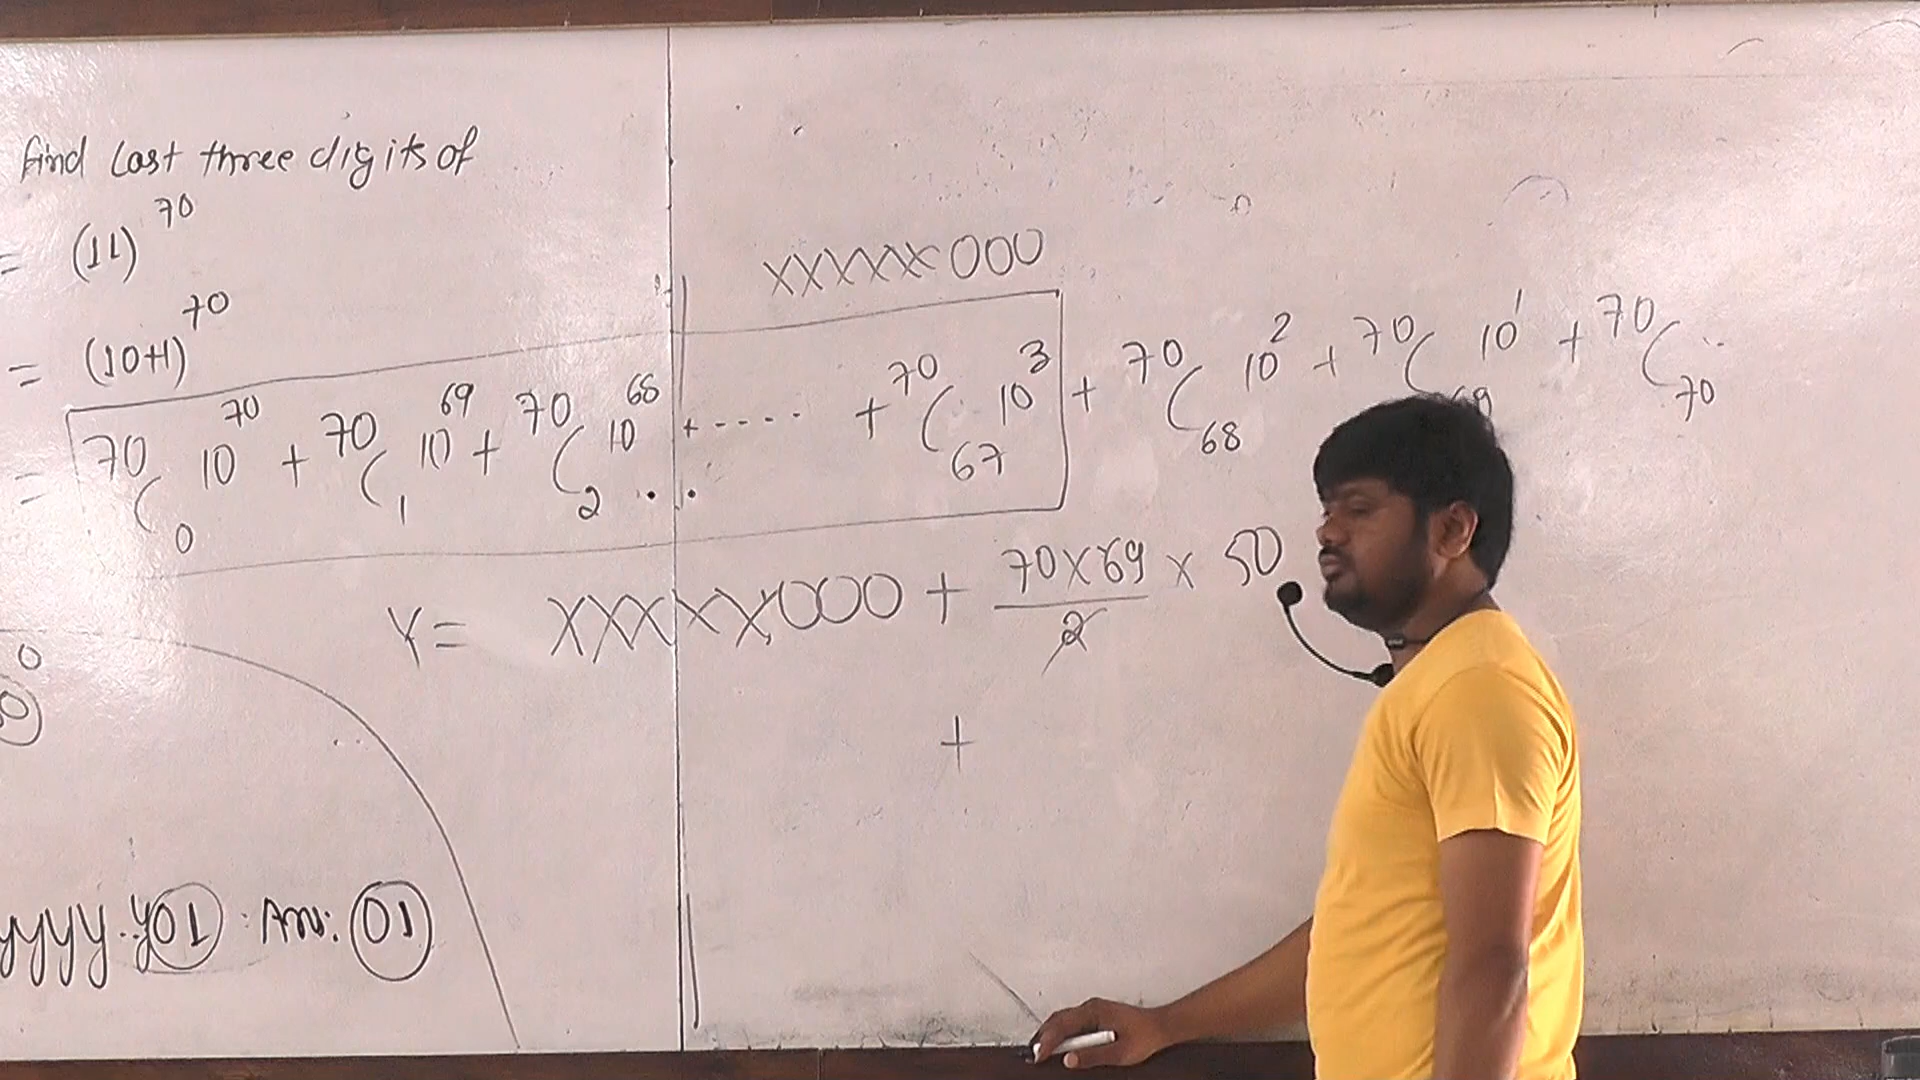 Find Last three digits of
= (11)^70
= (10+1)^70
XXXXXX000
= 70C0 10^70 + 70C1 10^69 + 70C2 10^68 + ---- + 70C67 10^3 + 70C68 10^2 + 70C69 10^1 + 70C70
Y = XXXXX000 + 70×69/2 × 50
+
0
yyyy..y01 : Ans: 01